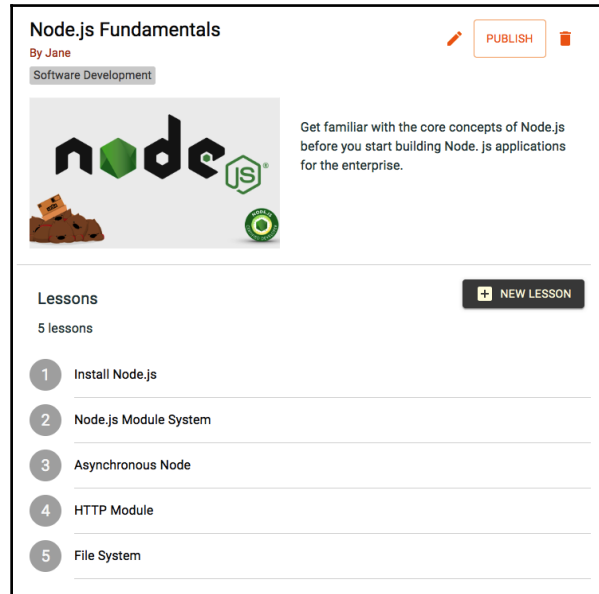 Node.js Fundamentals
PUBLISH
By Jane
Software Development
node
JS
Get familiar with the core concepts of Node.js
before you start building Node. js applications
for the enterprise.
Lessons
NEW LESSON
5 lessons
1 Install Node.js
2 Node.js Module System
3 Asynchronous Node
4 HTTP Module
5 File System